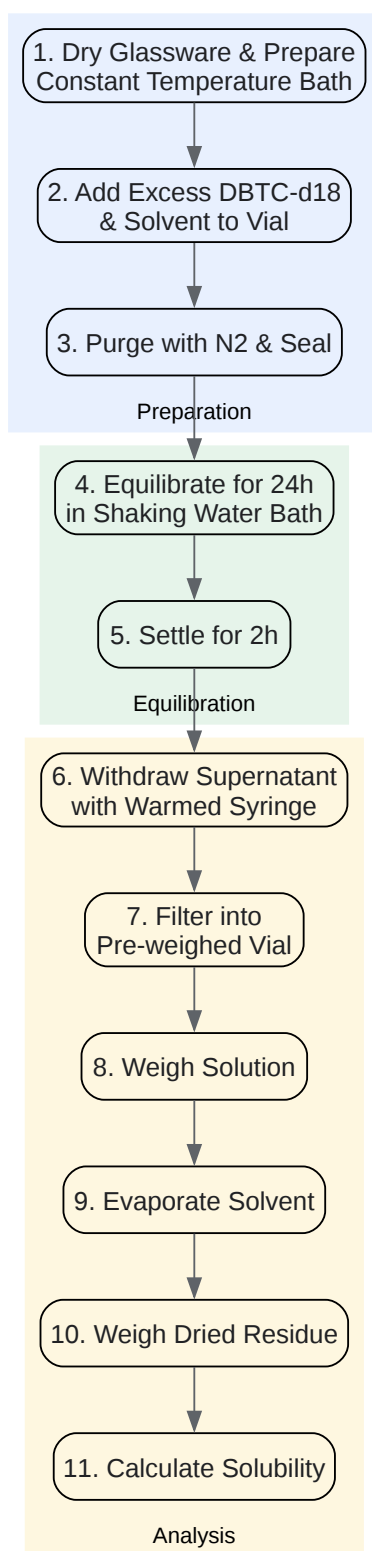 1. Dry Glassware & Prepare
Constant Temperature Bath
2. Add Excess DBTC-d18
& Solvent to Vial
3. Purge with N2 & Seal
Preparation
4. Equilibrate for 24h
in Shaking Water Bath
5. Settle for 2h
Equilibration
6. Withdraw Supernatant
with Warmed Syringe
7. Filter into
Pre-weighed Vial
8. Weigh Solution
9. Evaporate Solvent
10. Weigh Dried Residue
11. Calculate Solubility
Analysis